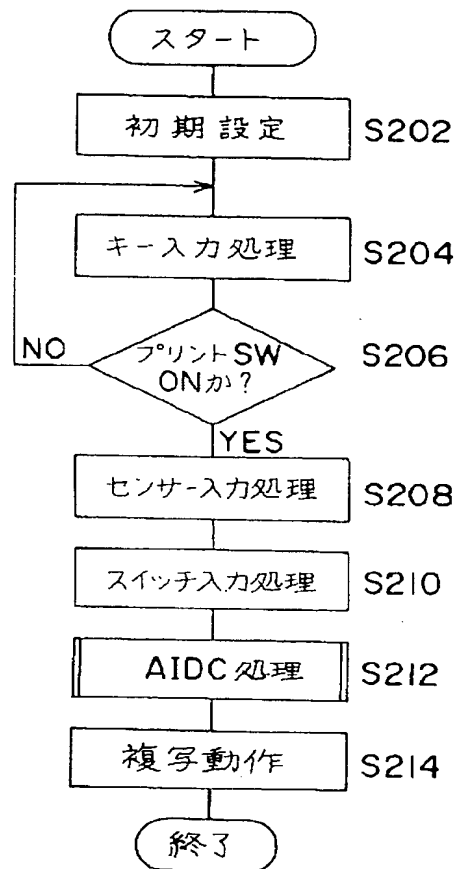 スタート
初期設定 S202
キー入力処理 S204
NO プリントSW S206
ONか?
YES
センサー入力処理 S208
スイッチ入力処理 S210
AIDC処理 S212
複写動作 S214
終了